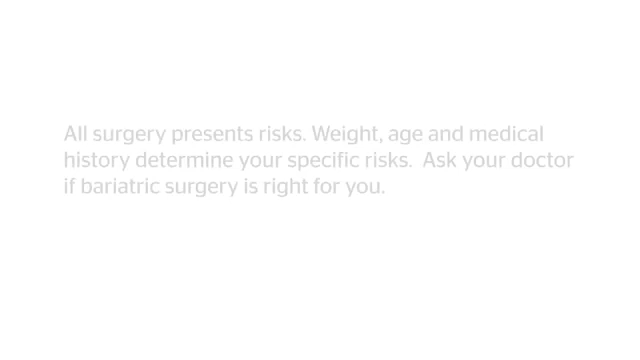 All surgery presents risks. Weight, age and medical
history determine your specific risks.  Ask your doctor
if bariatric surgery is right for you.